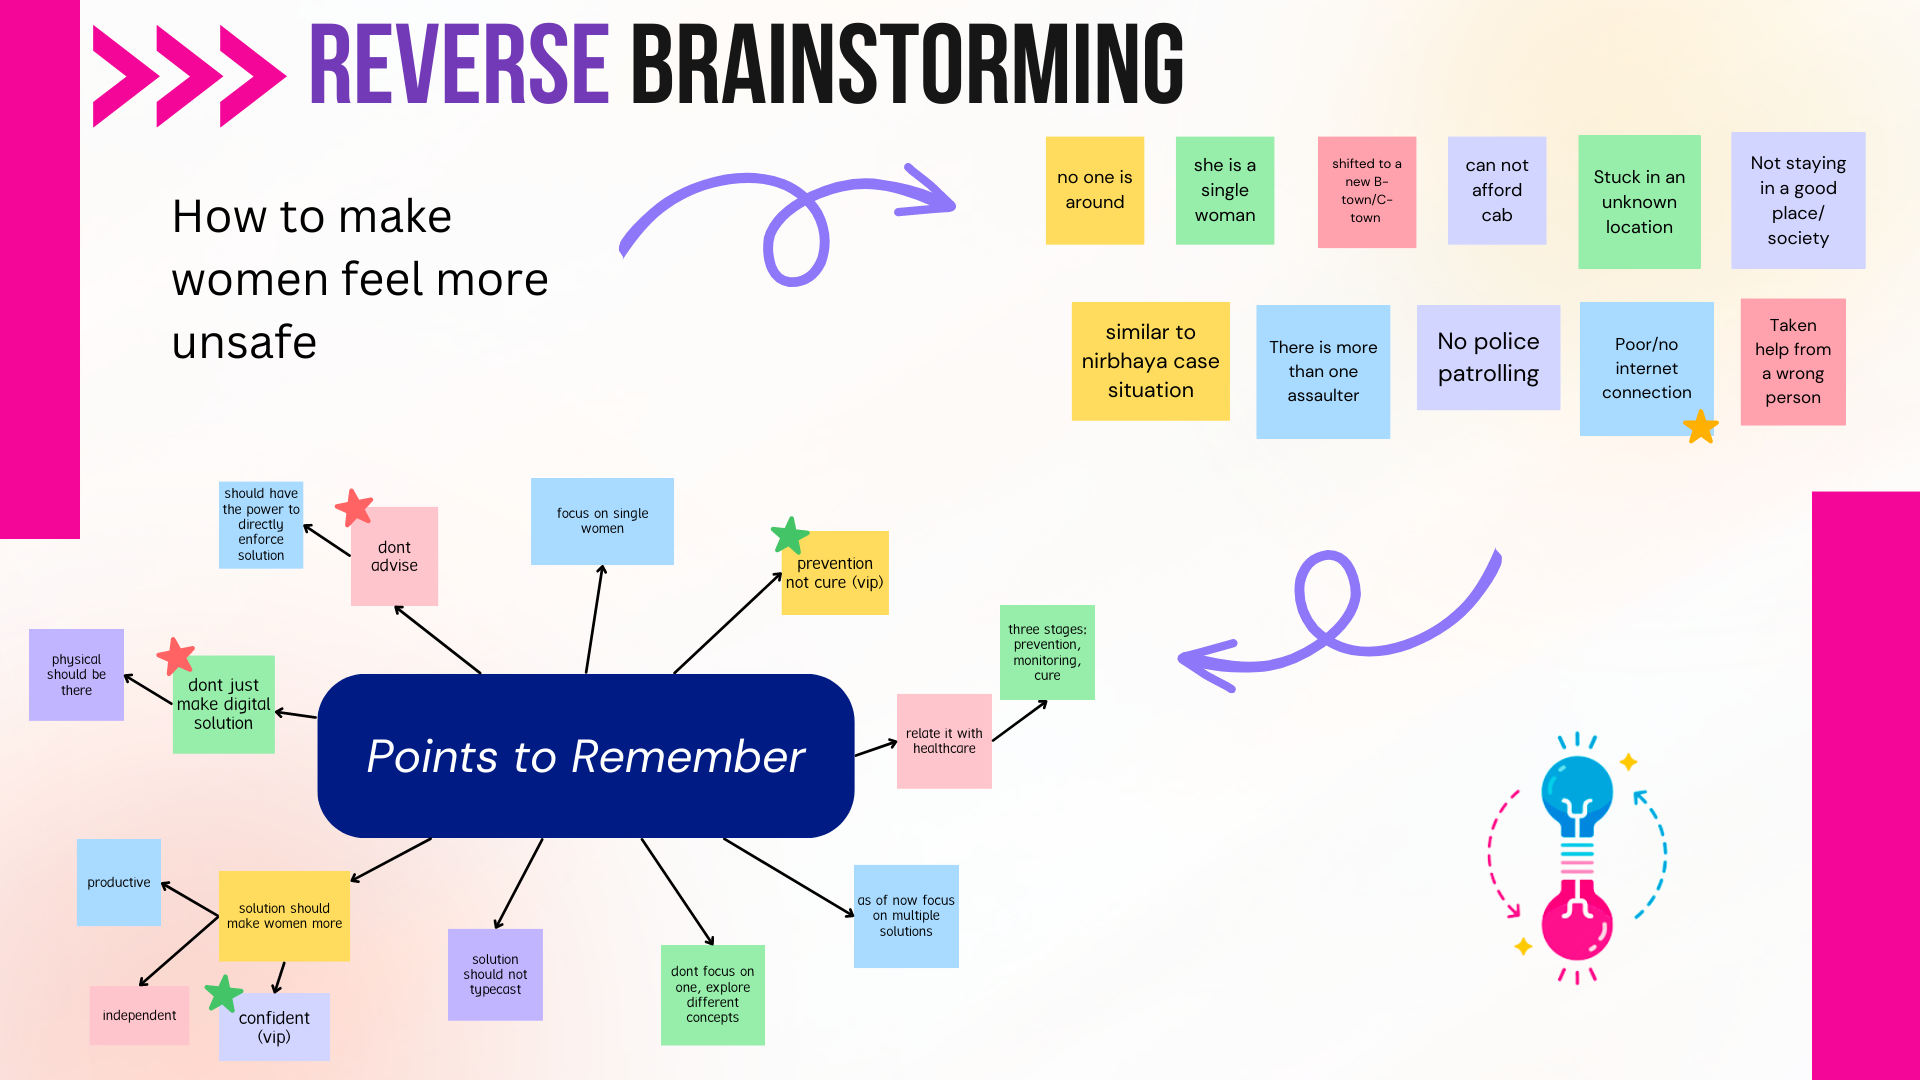 REVERSE BRAINSTORMING
How to make
women feel more
unsafe
no one is
around
she is a
single
woman
shifted to a
new B-
town/C-
town
can not
afford
cab
Stuck in an
unknown
location
Not staying
in a good
place/
society
similar to
nirbhaya case
situation
There is more
than one
assaulter
No police
patrolling
Poor/no
internet
connection
Taken
help from
a wrong
person
should have
the power to
directly
enforce
solution
dont
advise
focus on single
women
prevention
not cure (vip)
physical
should be
there
dont just
make digital
solution
three stages:
prevention,
monitoring,
cure
relate it with
healthcare
Points to Remember
productive
solution should
make women more
independent
confident
(vip)
solution
should not
typecast
dont focus on
one, explore
different
concepts
as of now focus
on multiple
solutions